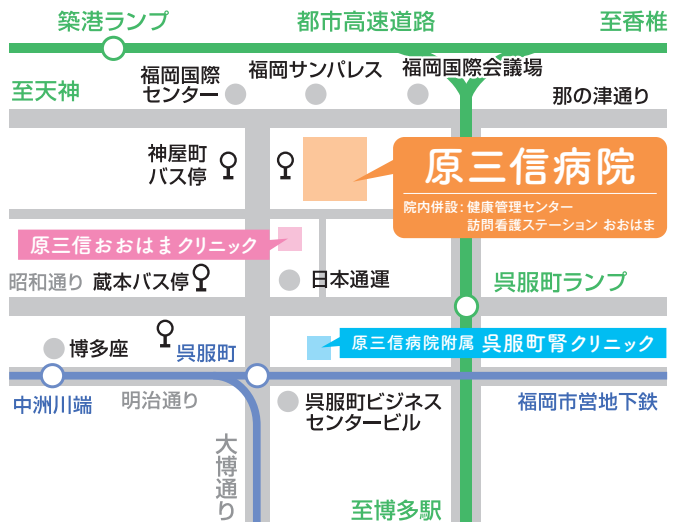 築港ランプ
都市高速道路
至香椎
福岡国際
センター
福岡サンパレス
福岡国際会議場
至天神
那の津通り
神屋町
バス停
原三信病院
院内併設：健康管理センター
訪問看護ステーション おおはま
原三信おおはまクリニック
昭和通り
蔵本バス停
日本通運
呉服町ランプ
博多座
呉服町
原三信病院附属 呉服町腎クリニック
中洲川端
明治通り
呉服町ビジネス
センタービル
福岡市営地下鉄
大博通り
至博多駅